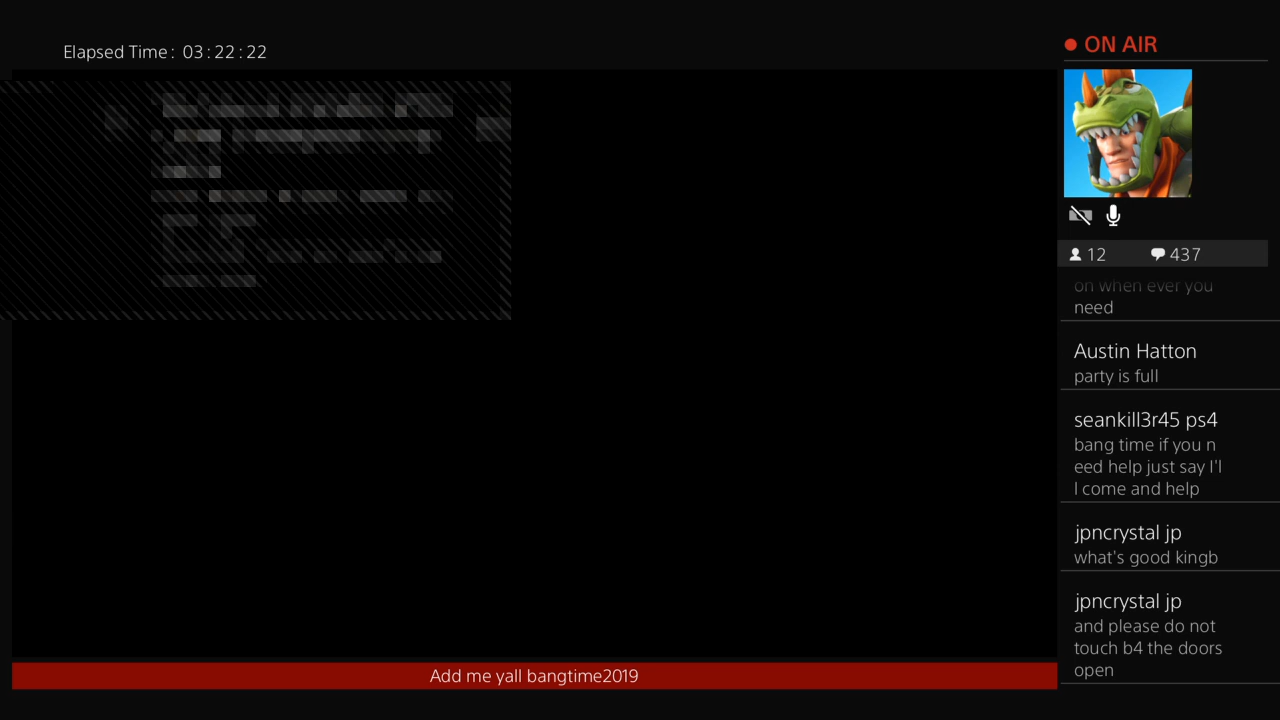 Elapsed Time: 03:22:22
ON AIR
12
437
on when ever you
need
Austin Hatton
party is full
seankill3r45 ps4
bang time if you n
eed help just say I'l
l come and help
jpncrystal jp
what's good kingb
jpncrystal jp
and please do not
touch b4 the doors
open
Add me yall bangtime2019